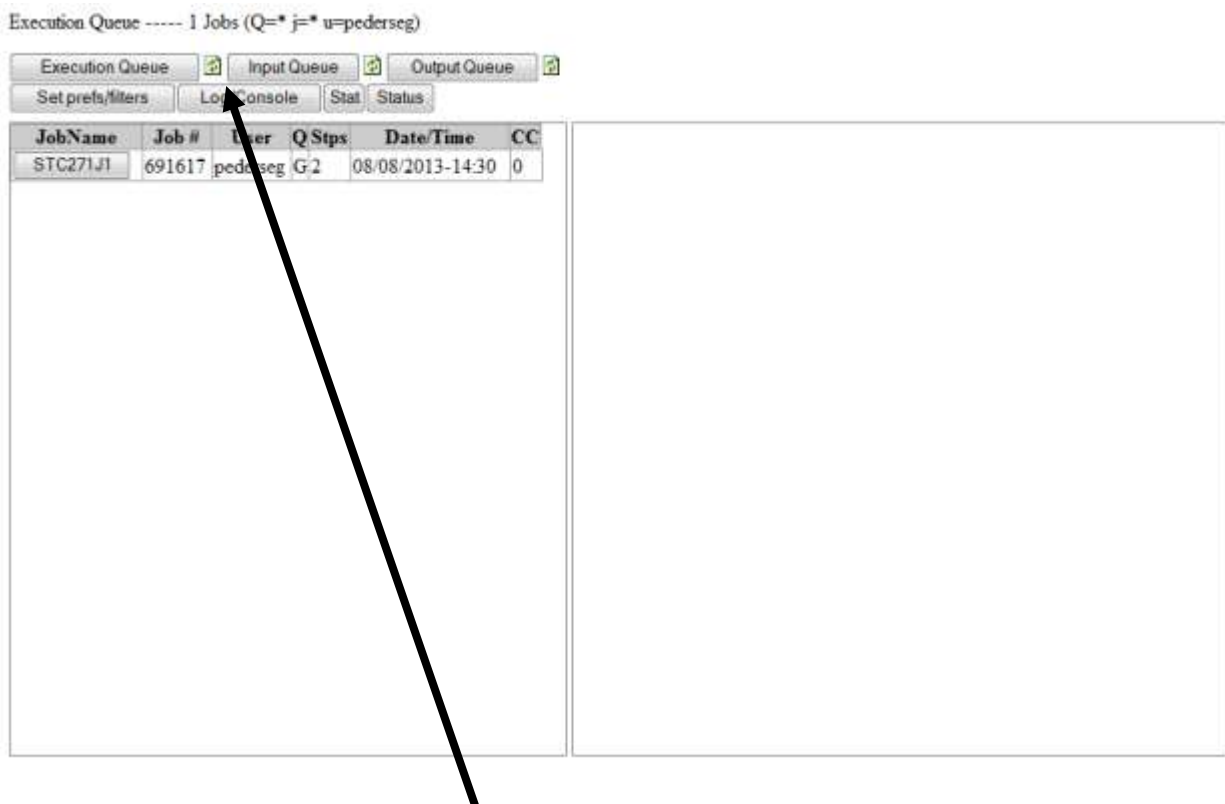 Execution Queue ----- 1 Jobs (Q=* j=* u=pederseg)
Execution Queue Input Queue Output Queue
Set prefs/filters Console Stat Status
JobName Job # User Q Stps Date/Time CC
STC271J1 691617 pederseg G 2 08/08/2013-14:30 0